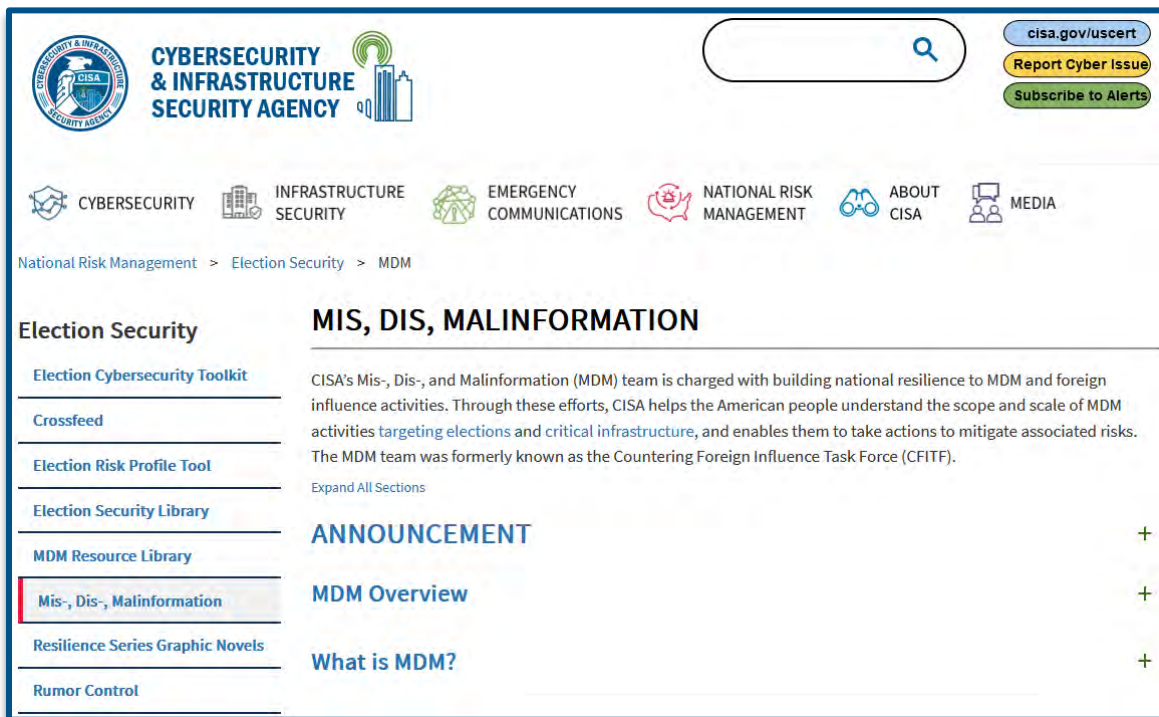 CYBERSECURITY
& INFRASTRUCTURE
SECURITY AGENCY
CYBERSECURITY & INFRASTRUCTURE
CISA
SECURITY AGENCY
cisa.gov/uscert
Report Cyber Issue
Subscribe to Alerts
CYBERSECURITY
INFRASTRUCTURE
SECURITY
EMERGENCY
COMMUNICATIONS
NATIONAL RISK
MANAGEMENT
ABOUT
CISA
MEDIA
National Risk Management > Election Security > MDM
Election Security
Election Cybersecurity Toolkit
Crossfeed
Election Risk Profile Tool
Election Security Library
MDM Resource Library
Mis-, Dis-, Malinformation
Resilience Series Graphic Novels
Rumor Control
MIS, DIS, MALINFORMATION
CISA's Mis-, Dis-, and Malinformation (MDM) team is charged with building national resilience to MDM and foreign
influence activities. Through these efforts, CISA helps the American people understand the scope and scale of MDM
activities targeting elections and critical infrastructure, and enables them to take actions to mitigate associated risks.
The MDM team was formerly known as the Countering Foreign Influence Task Force (CFITF).
Expand All Sections
ANNOUNCEMENT +
MDM Overview +
What is MDM? +